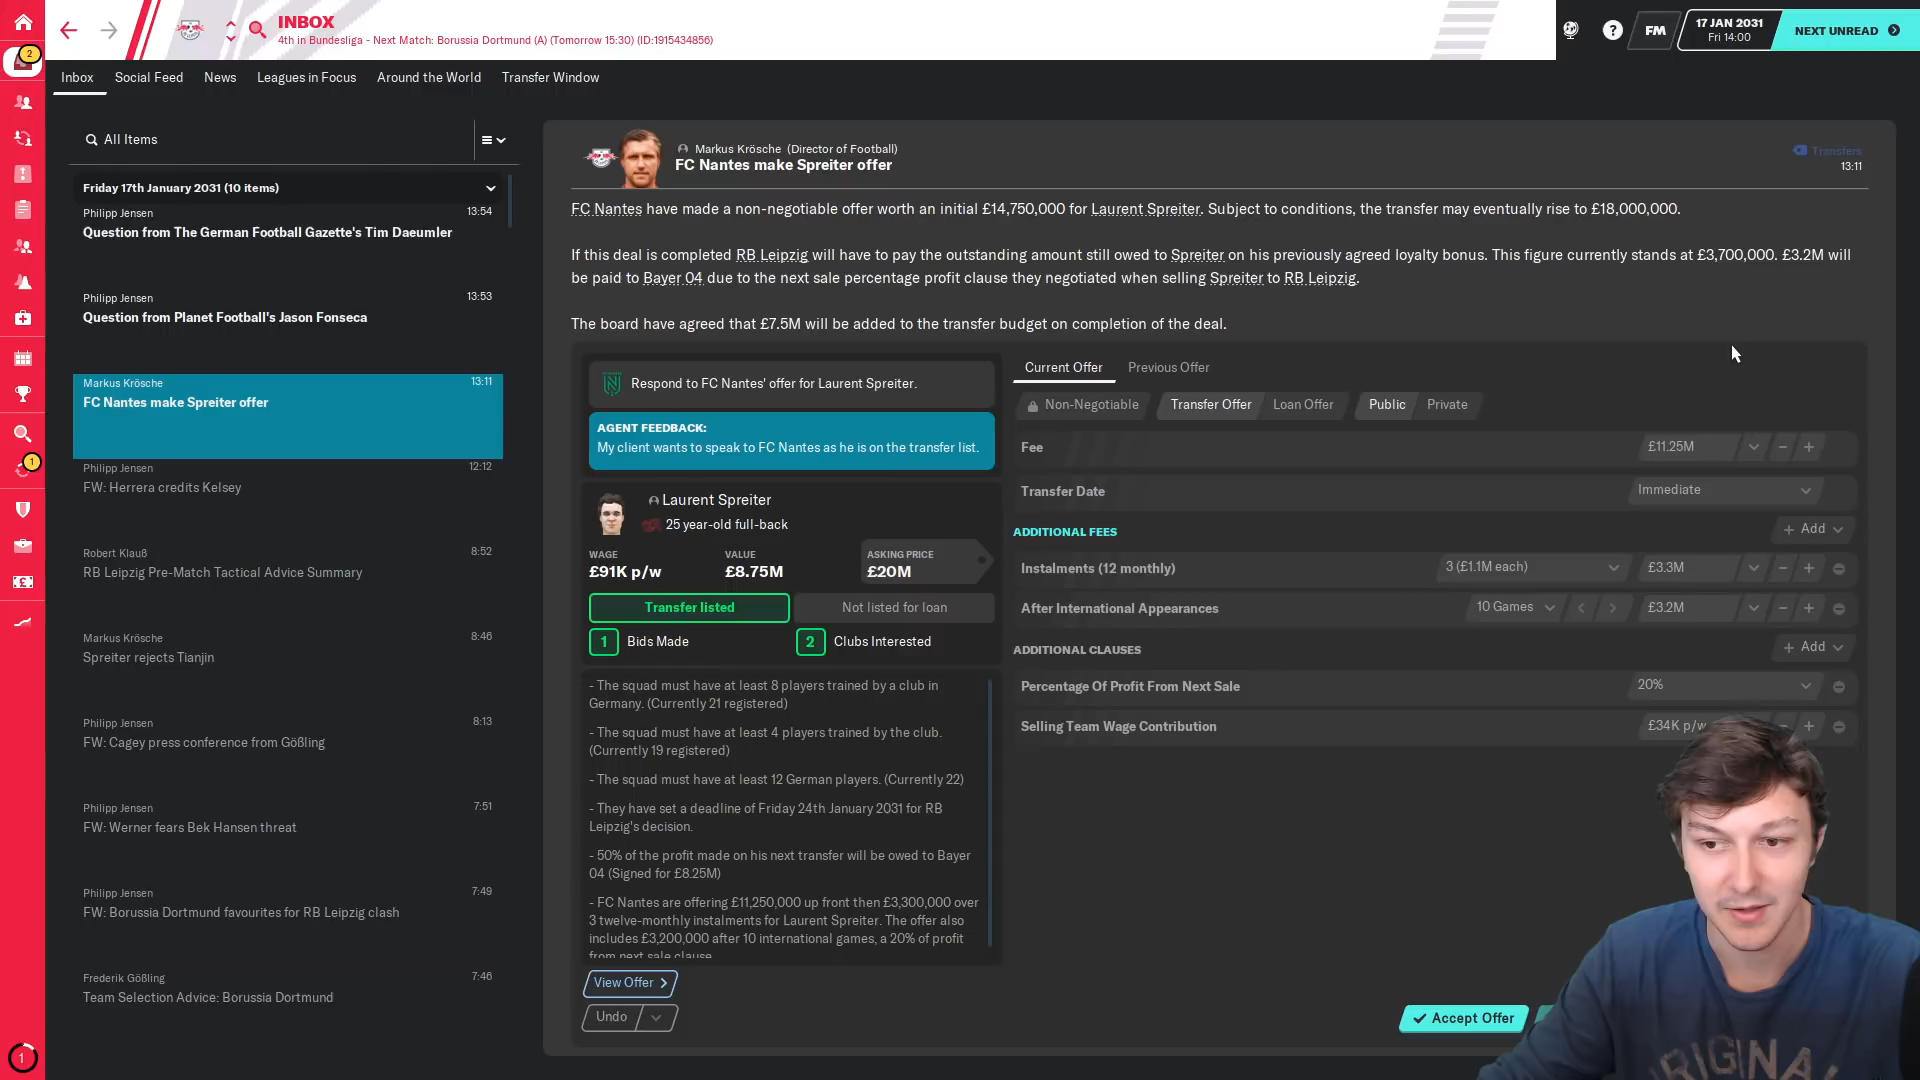 INBOX
4th in Bundesliga - Next Match: Borussia Dortmund (A) (Tomorrow 15:30) (ID:1915434856)
FM
17 JAN 2031
Fri 14:00
NEXT UNREAD
2
Inbox
Social Feed
News
Leagues in Focus
Around the World
Transfer Window
All Items
Friday 17th January 2031 (10 items)
Philipp Jensen
13:54
Question from The German Football Gazette's Tim Daeumler
Philipp Jensen
13:53
Question from Planet Football's Jason Fonseca
Markus Krösche
13:11
FC Nantes make Spreiter offer
Philipp Jensen
12:12
FW: Herrera credits Kelsey
1
Robert Klauß
8:52
RB Leipzig Pre-Match Tactical Advice Summary
Markus Krösche
8:46
Spreiter rejects Tianjin
Philipp Jensen
8:13
FW: Cagey press conference from Gößling
Philipp Jensen
7:51
FW: Werner fears Bek Hansen threat
Philipp Jensen
7:49
FW: Borussia Dortmund favourites for RB Leipzig clash
Frederik Gößling
7:46
Team Selection Advice: Borussia Dortmund
1
Markus Krösche (Director of Football)
FC Nantes make Spreiter offer
Transfers
13:11
FC Nantes have made a non-negotiable offer worth an initial £14,750,000 for Laurent Spreiter. Subject to conditions, the transfer may eventually rise to £18,000,000.
If this deal is completed RB Leipzig will have to pay the outstanding amount still owed to Spreiter on his previously agreed loyalty bonus. This figure currently stands at £3,700,000. £3.2M will
be paid to Bayer 04 due to the next sale percentage profit clause they negotiated when selling Spreiter to RB Leipzig.
The board have agreed that £7.5M will be added to the transfer budget on completion of the deal.
Respond to FC Nantes' offer for Laurent Spreiter.
AGENT FEEDBACK:
My client wants to speak to FC Nantes as he is on the transfer list.
Laurent Spreiter
25 year-old full-back
WAGE
£91K p/w
VALUE
£8.75M
ASKING PRICE
£20M
Transfer listed
Not listed for loan
1 Bids Made
2 Clubs Interested
- The squad must have at least 8 players trained by a club in
Germany. (Currently 21 registered)
- The squad must have at least 4 players trained by the club.
(Currently 19 registered)
- The squad must have at least 12 German players. (Currently 22)
- They have set a deadline of Friday 24th January 2031 for RB
Leipzig's decision.
- 50% of the profit made on his next transfer will be owed to Bayer
04 (Signed for £8.25M)
- FC Nantes are offering £11,250,000 up front then £3,300,000 over
3 twelve-monthly instalments for Laurent Spreiter. The offer also
includes £3,200,000 after 10 international games, a 20% of profit
from next sale clause
View Offer
Undo
Current Offer
Previous Offer
Non-Negotiable
Transfer Offer
Loan Offer
Public
Private
Fee
£11.25M
Transfer Date
Immediate
ADDITIONAL FEES
Add
Instalments (12 monthly)
3 (£1.1M each)
£3.3M
After International Appearances
10 Games
£3.2M
ADDITIONAL CLAUSES
Add
Percentage Of Profit From Next Sale
20%
Selling Team Wage Contribution
£34K p/w
Accept Offer